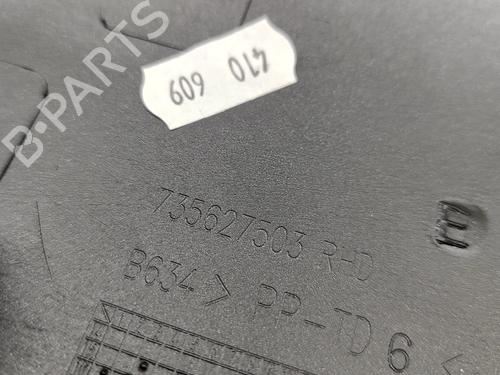 B-PARTS
410 609
735627503 RHD
E
B634 > PP-TD 6 <